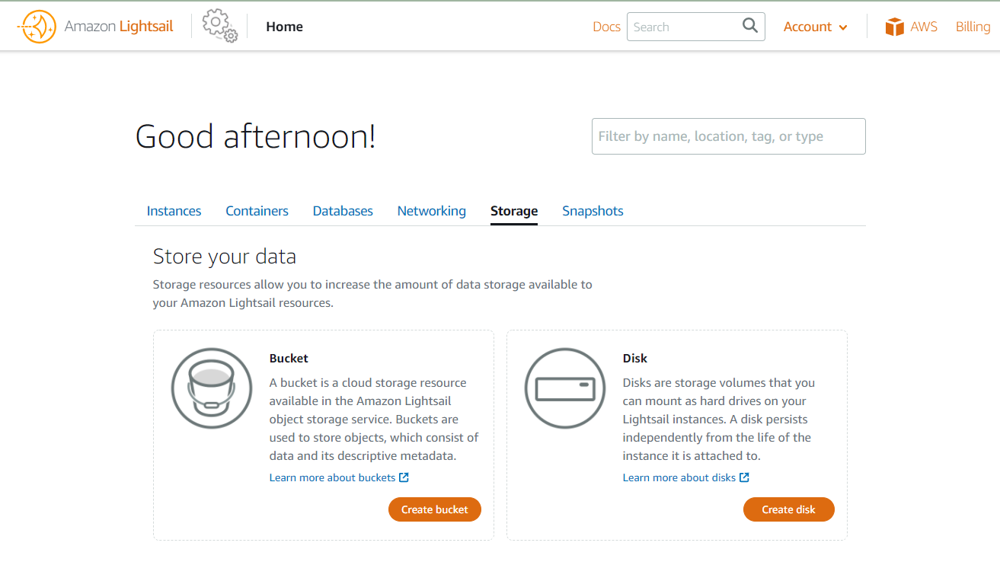 Amazon Lightsail Home Docs Search Account AWS Billing
Good afternoon!
Filter by name, location, tag, or type
Instances Containers Databases Networking Storage Snapshots
Store your data
Storage resources allow you to increase the amount of data storage available to
your Amazon Lightsail resources.
Bucket
A bucket is a cloud storage resource
available in the Amazon Lightsail
object storage service. Buckets are
used to store objects, which consist of
data and its descriptive metadata.
Learn more about buckets
Create bucket
Disk
Disks are storage volumes that you
can mount as hard drives on your
Lightsail instances. A disk persists
independently from the life of the
instance it is attached to.
Learn more about disks
Create disk